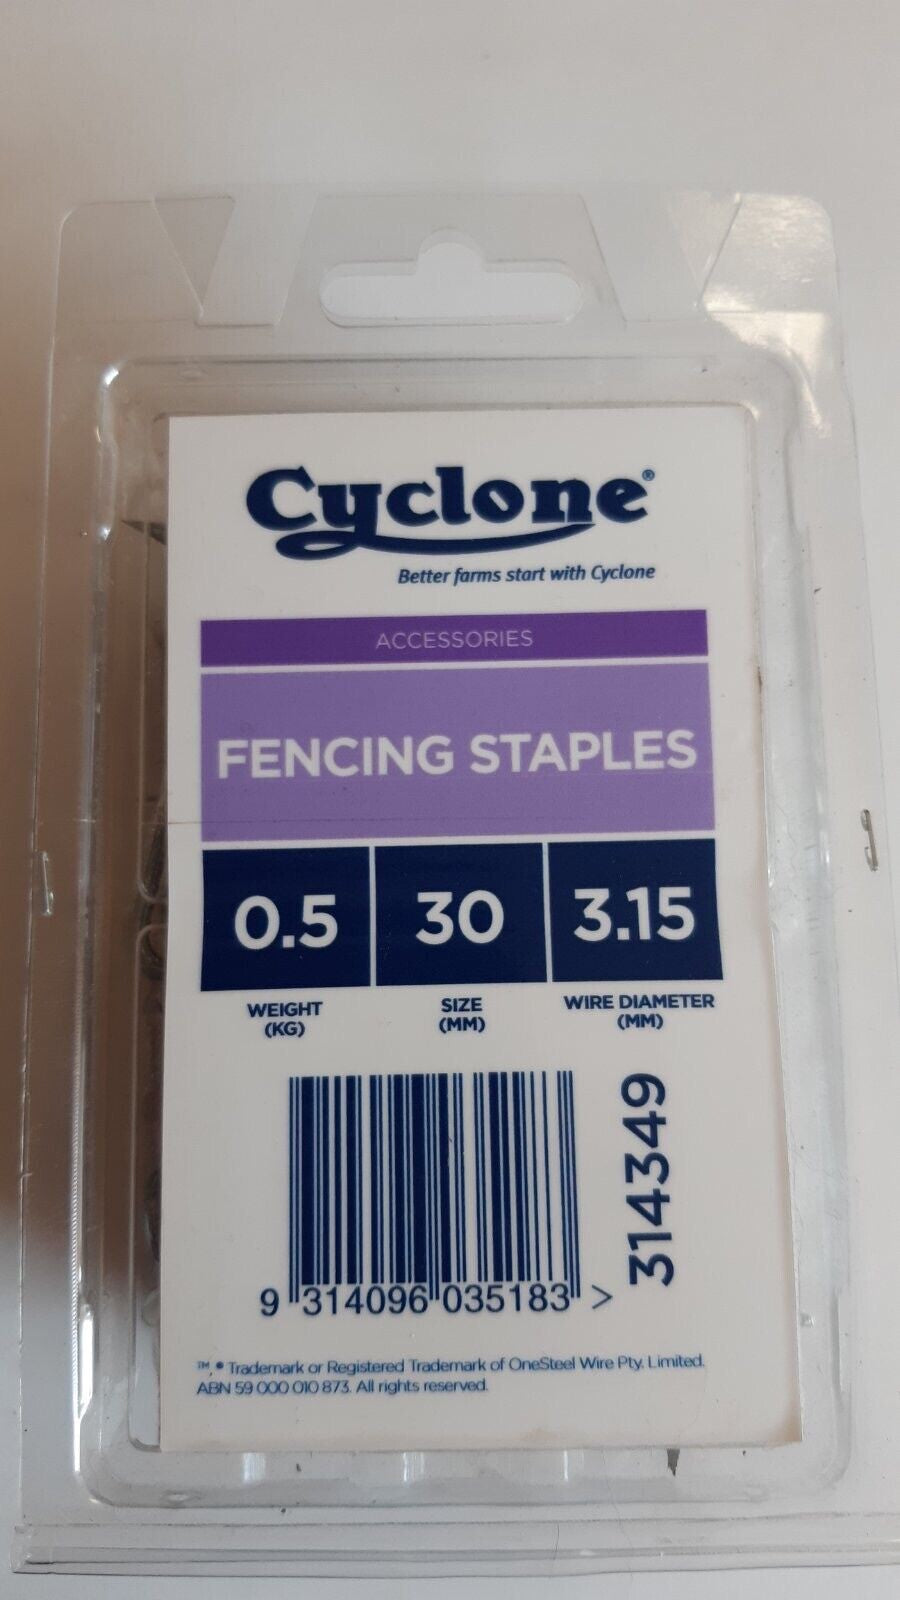 Cyclone®
Better farms start with Cyclone
ACCESSORIES
FENCING STAPLES
0.5 30 3.15
WEIGHT (KG)
SIZE (MM)
WIRE DIAMETER (MM)
314349
9 314096 035183 >
™, ® Trademark or Registered Trademark of OneSteel Wire Pty. Limited.
ABN 59 000 010 873. All rights reserved.